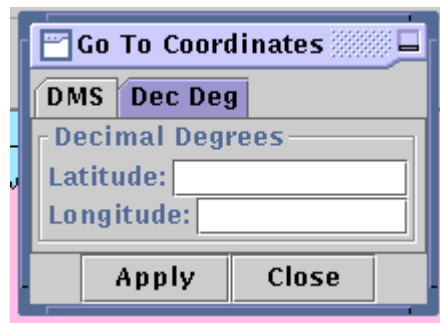 Go To Coordinates
DMS Dec Deg
Decimal Degrees
Latitude:
Longitude:
Apply Close